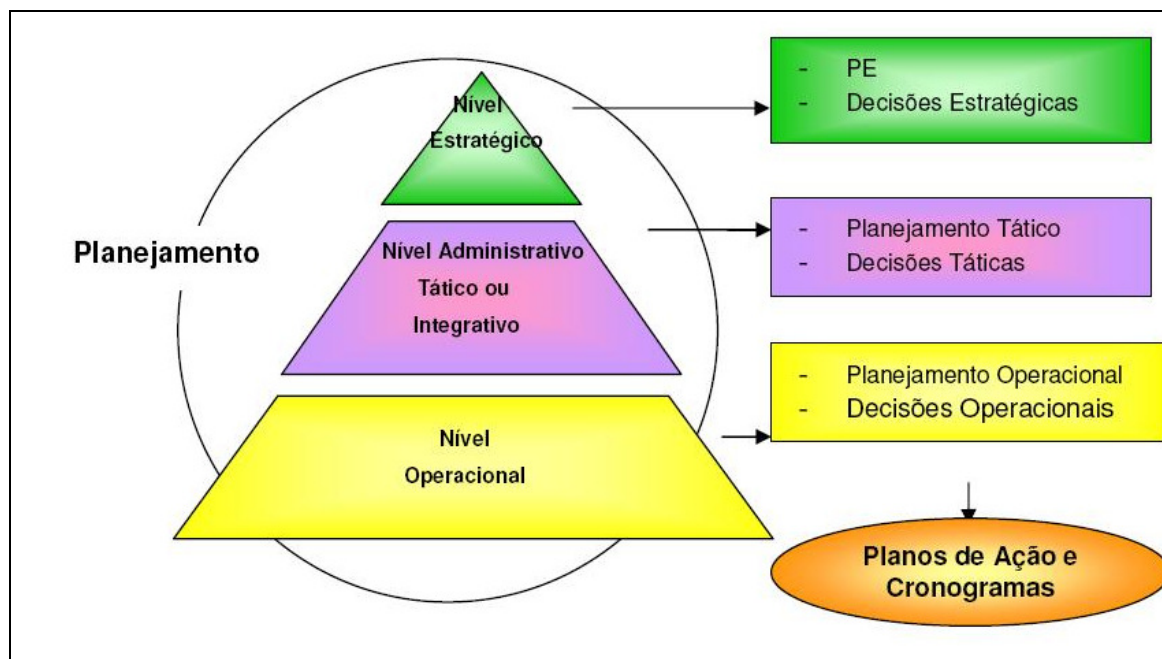 Planejamento
Nível
Estratégico
Nível Administrativo
Tático ou
Integrativo
Nível
Operacional
- PE
- Decisões Estratégicas
- Planejamento Tático
- Decisões Táticas
- Planejamento Operacional
- Decisões Operacionais
Planos de Ação e
Cronogramas